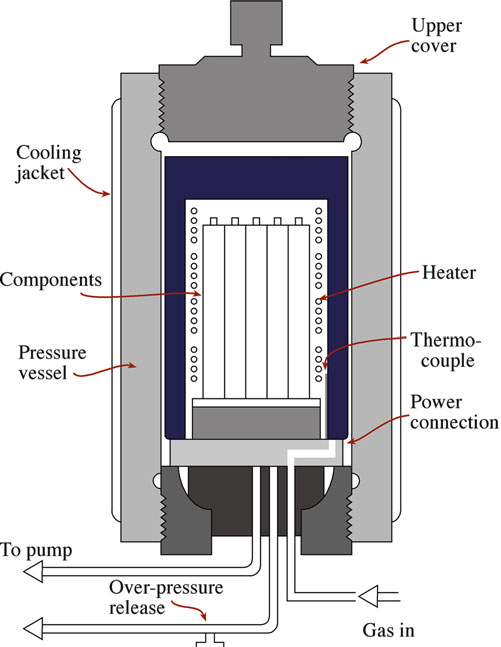 Upper
cover
Cooling
jacket
Components
Heater
Thermo-
couple
Pressure
vessel
Power
connection
To pump
Over-pressure
release
Gas in